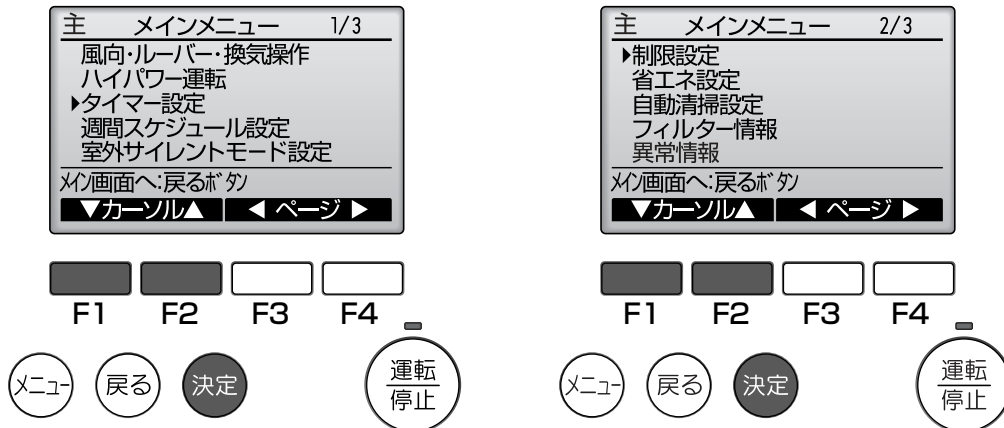 主 メインメニュー 1/3
風向・ルーバー・換気操作
ハイパワー運転
▶タイマー設定
週間スケジュール設定
室外サイレントモード設定
メイン画面へ:戻るボタン
▼カーソル▲ ◀ ページ ▶
F1 F2 F3 F4
メニュー 戻る 決定 運転
停止
主 メインメニュー 2/3
▶制限設定
省エネ設定
自動清掃設定
フィルター情報
異常情報
メイン画面へ:戻るボタン
▼カーソル▲ ◀ ページ ▶
F1 F2 F3 F4
メニュー 戻る 決定 運転
停止